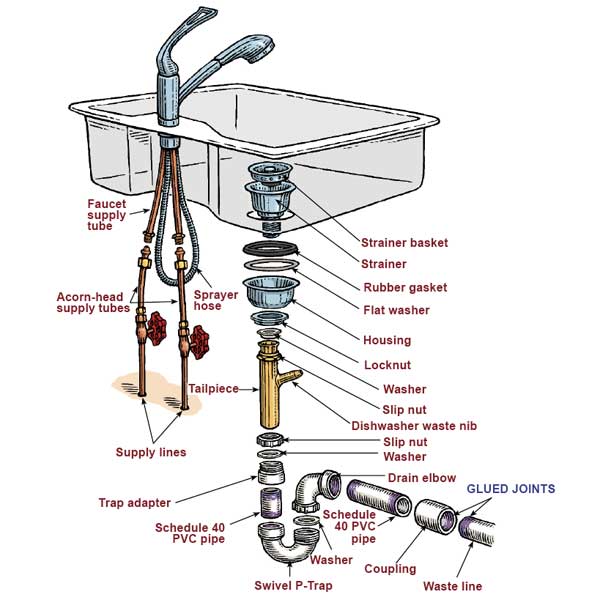 Faucet
supply
tube
Strainer basket
Strainer
Rubber gasket
Acorn-head
supply tubes
Sprayer
hose
Flat washer
Housing
Locknut
Washer
Tailpiece
Slip nut
Dishwasher waste nib
Supply lines
Slip nut
Washer
Drain elbow
GLUED JOINTS
Trap adapter
Schedule 40
PVC pipe
Schedule
40 PVC
pipe
Washer
Coupling
Swivel P-Trap
Waste line